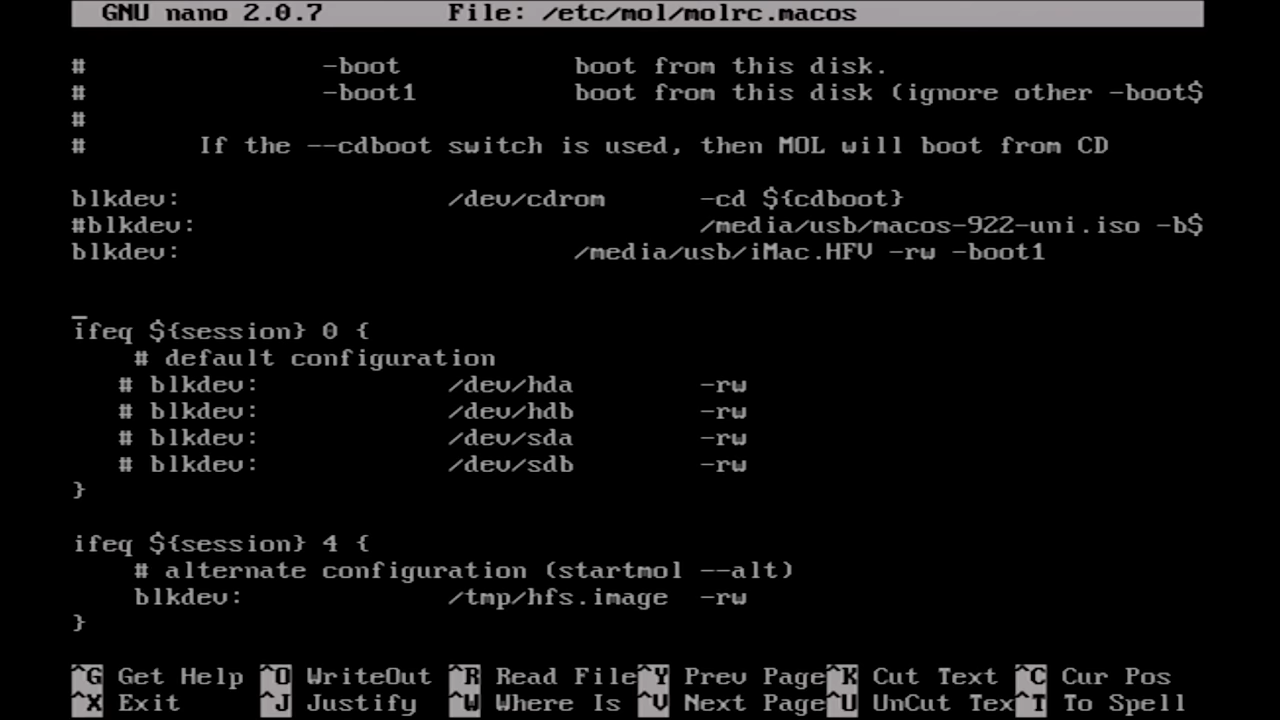 GNU nano 2.0.7        File: /etc/mol/molrc.macos
#               -boot           boot from this disk.
#               -boot1          boot from this disk (ignore other -boot$
#
#       If the --cdboot switch is used, then MOL will boot from CD
blkdev:                 /dev/cdrom      -cd ${cdboot}
#blkdev:                                /media/usb/macos-922-uni.iso -b$
blkdev:                         /media/usb/iMac.HFV -rw -boot1
ifeq ${session} 0 {
    # default configuration
   # blkdev:            /dev/hda        -rw
   # blkdev:            /dev/hdb        -rw
   # blkdev:            /dev/sda        -rw
   # blkdev:            /dev/sdb        -rw
}
ifeq ${session} 4 {
    # alternate configuration (startmol --alt)
    blkdev:             /tmp/hfs.image  -rw
}
^G Get Help ^O WriteOut ^R Read File^Y Prev Page^K Cut Text ^C Cur Pos
^X Exit     ^J Justify  ^W Where Is ^V Next Page^U UnCut Tex^T To Spell